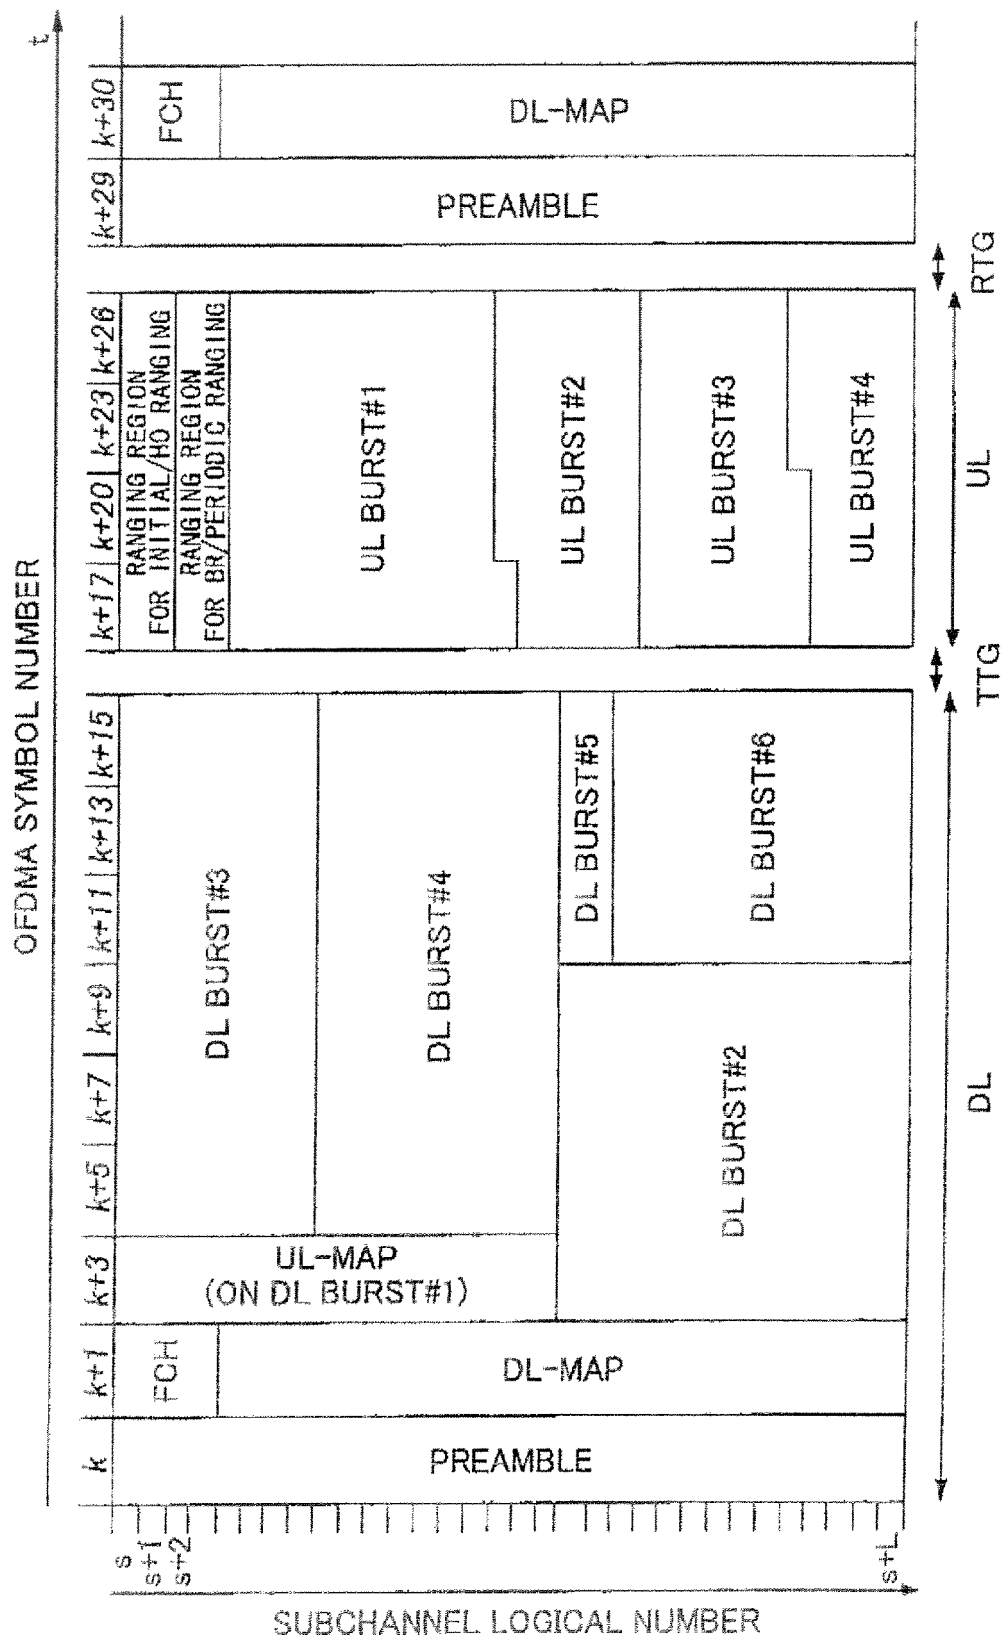 OFDMA SYMBOL NUMBER
t
k
k+1
k+3
k+5
k+7
k+9
k+11
k+13
k+15
k+17
k+20
k+23
k+26
k+29
k+30
SUBCHANNEL LOGICAL NUMBER
s
s+1
s+2
s+L
PREAMBLE
FCH
DL-MAP
UL-MAP
(ON DL BURST#1)
DL BURST#3
DL BURST#4
DL BURST#2
DL BURST#5
DL BURST#6
RANGING REGION
FOR INITIAL/HO RANGING
RANGING REGION
FOR BR/PERIODIC RANGING
UL BURST#1
UL BURST#2
UL BURST#3
UL BURST#4
PREAMBLE
FCH
DL-MAP
DL
TTG
UL
RTG